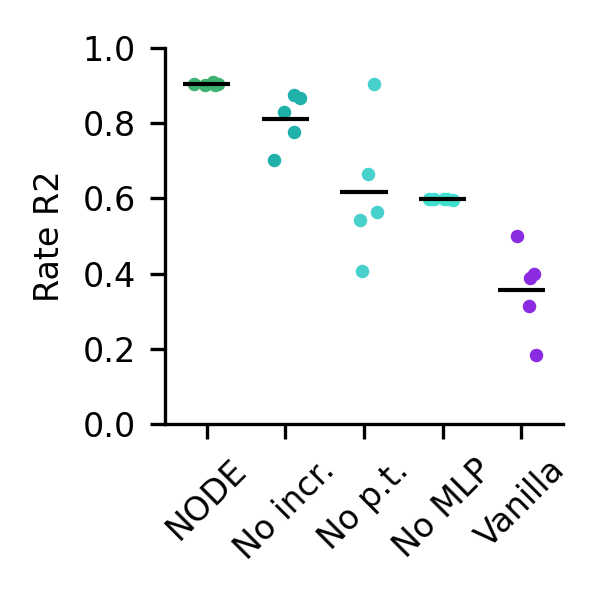 1.0
0.8
0.6
0.4
0.2
0.0
Rate R2
NODE
No incr.
No p.t.
No MLP
Vanilla